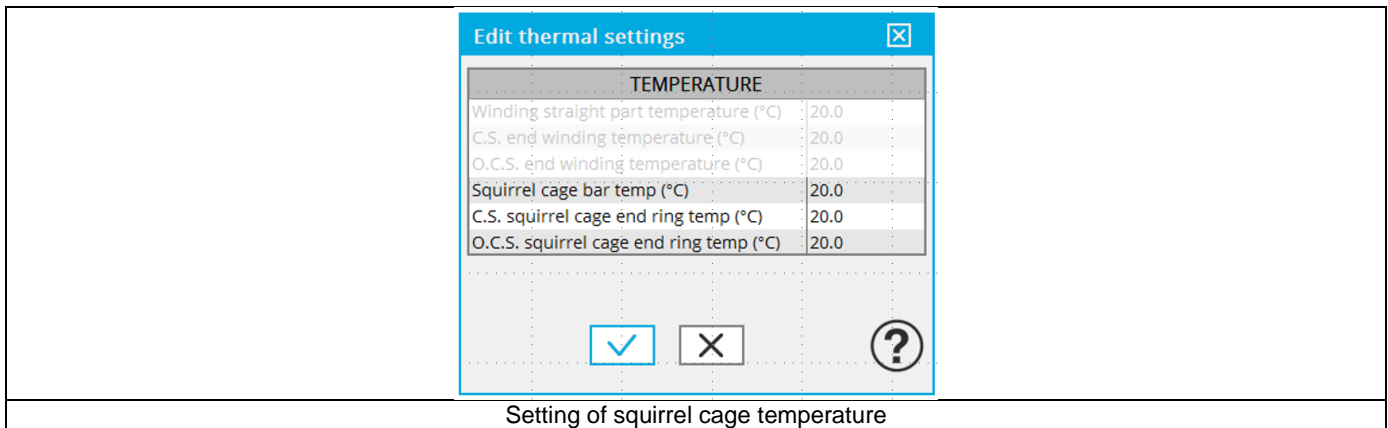 Edit thermal settings
TEMPERATURE
Winding straight part temperature (°C) 20.0
C.S. end winding temperature (°C) 20.0
O.C.S. end winding temperature (°C) 20.0
Squirrel cage bar temp (°C) 20.0
C.S. squirrel cage end ring temp (°C) 20.0
O.C.S. squirrel cage end ring temp (°C) 20.0
?
Setting of squirrel cage temperature